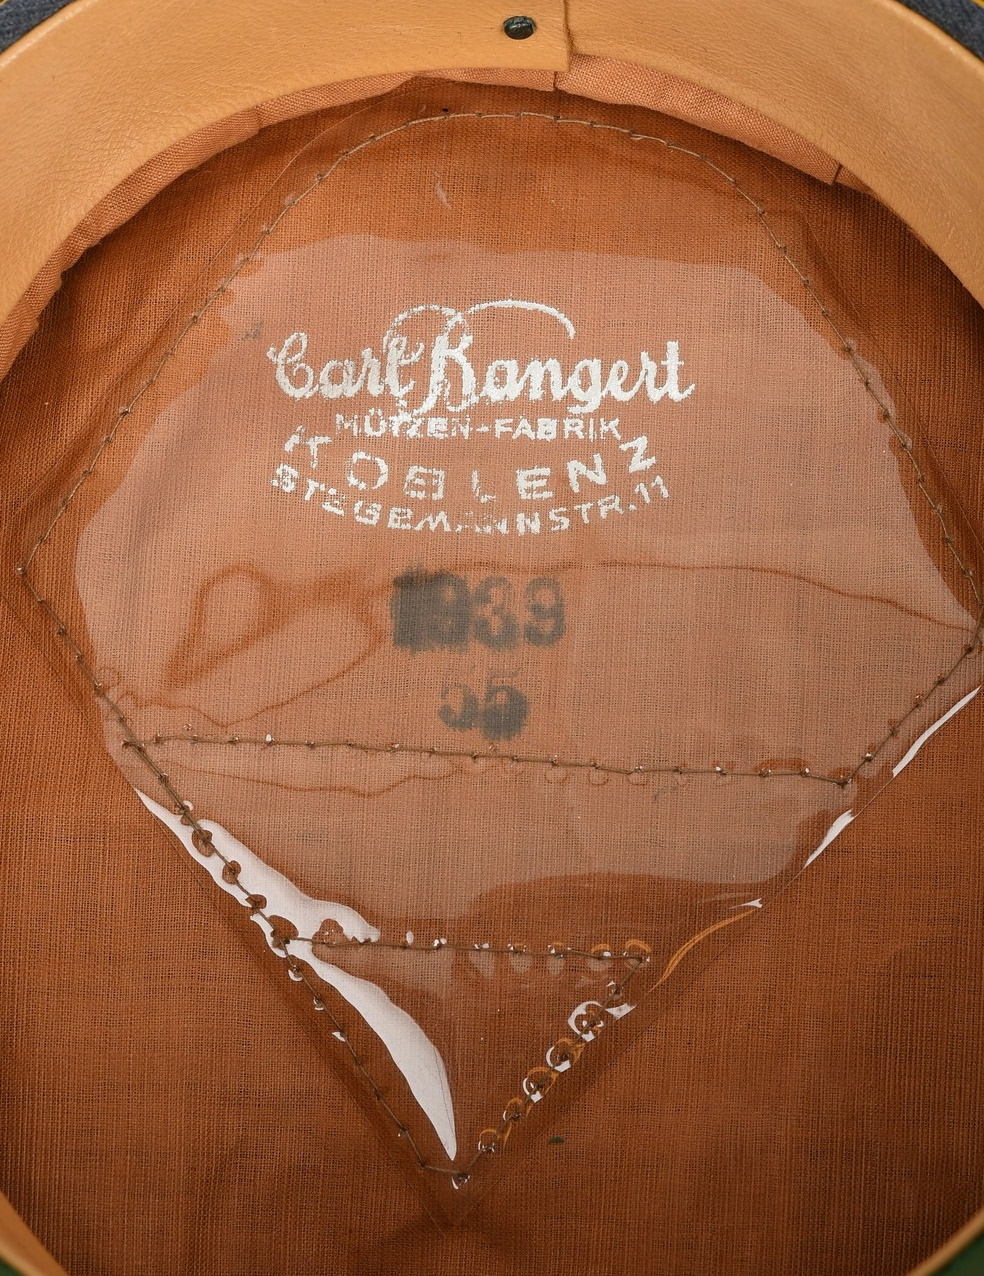 Carl Bangert
MÜTZEN-FABRIK
KOBLENZ
STEGEMANNSTR.11
1939
55